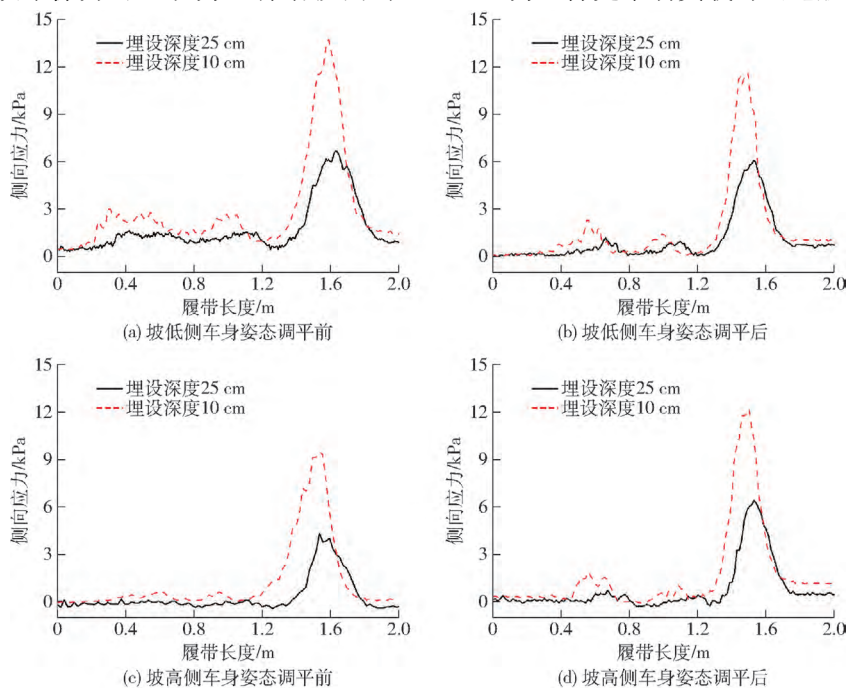 15
埋设深度25 cm
埋设深度10 cm
12
9
6
3
0
侧向应力/kPa
0 0.4 0.8 1.2 1.6 2.0
履带长度/m
(a) 坡低侧车身姿态调平前
15
埋设深度25 cm
埋设深度10 cm
12
9
6
3
0
侧向应力/kPa
0 0.4 0.8 1.2 1.6 2.0
履带长度/m
(b) 坡低侧车身姿态调平后
15
埋设深度25 cm
埋设深度10 cm
12
9
6
3
0
侧向应力/kPa
0 0.4 0.8 1.2 1.6 2.0
履带长度/m
(c) 坡高侧车身姿态调平前
15
埋设深度25 cm
埋设深度10 cm
12
9
6
3
0
侧向应力/kPa
0 0.4 0.8 1.2 1.6 2.0
履带长度/m
(d) 坡高侧车身姿态调平后